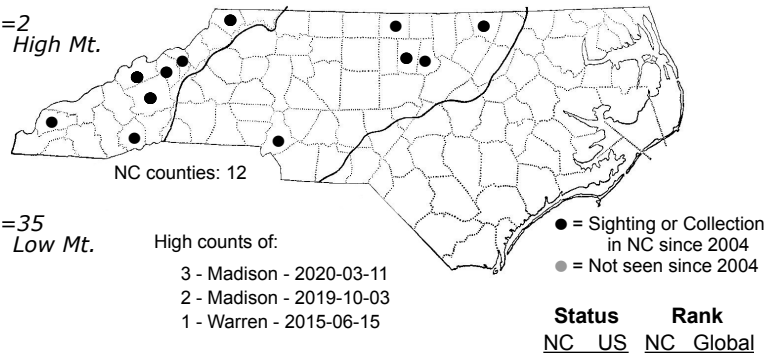 =2
High Mt.
NC counties: 12
=35
Low Mt.
High counts of:
3 - Madison - 2020-03-11
2 - Madison - 2019-10-03
1 - Warren - 2015-06-15
● = Sighting or Collection
in NC since 2004
● = Not seen since 2004
Status Rank
NC US NC Global